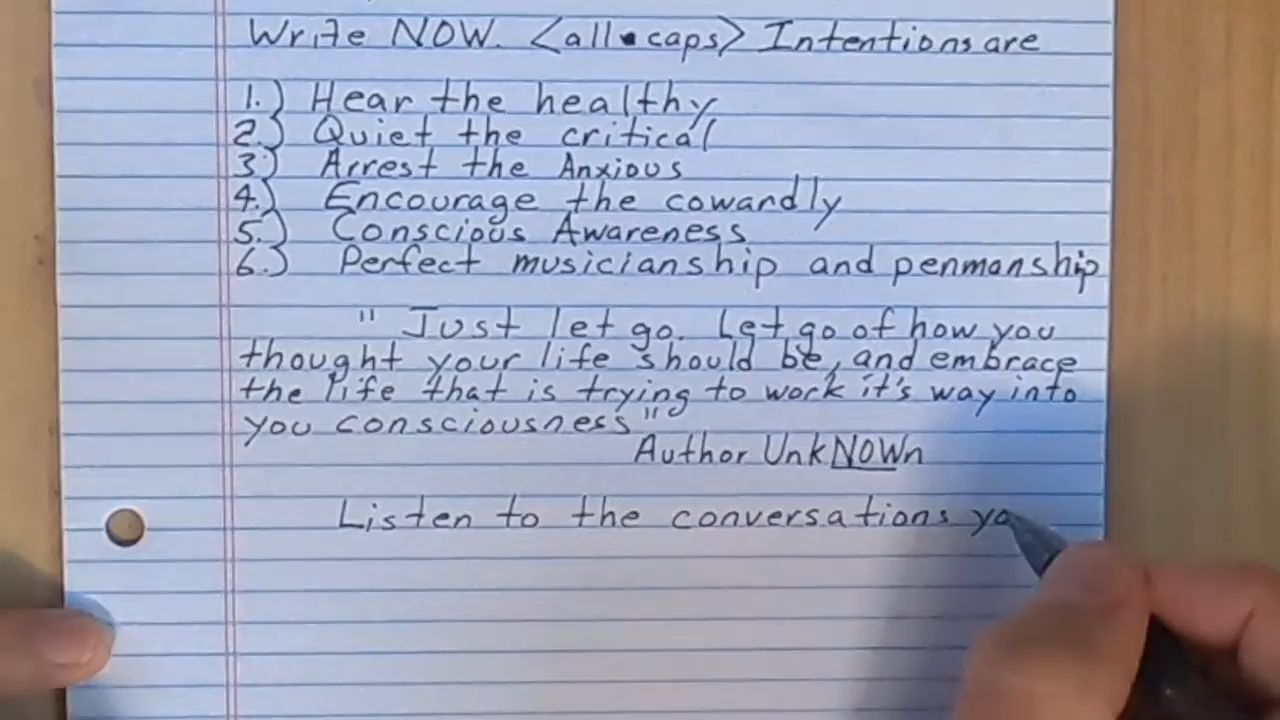 Write NOW. <all•caps> Intentions are
1.) Hear the healthy
2.) Quiet the critical
3.) Arrest the Anxious
4.) Encourage the cowardly
5.) Conscious Awareness
6.) Perfect musicianship and penmanship
" Just let go. Let go of how you
thought your life should be, and embrace
the life that is trying to work it's way into
you consciousness"
Author UnkNOWn
Listen to the conversations yo